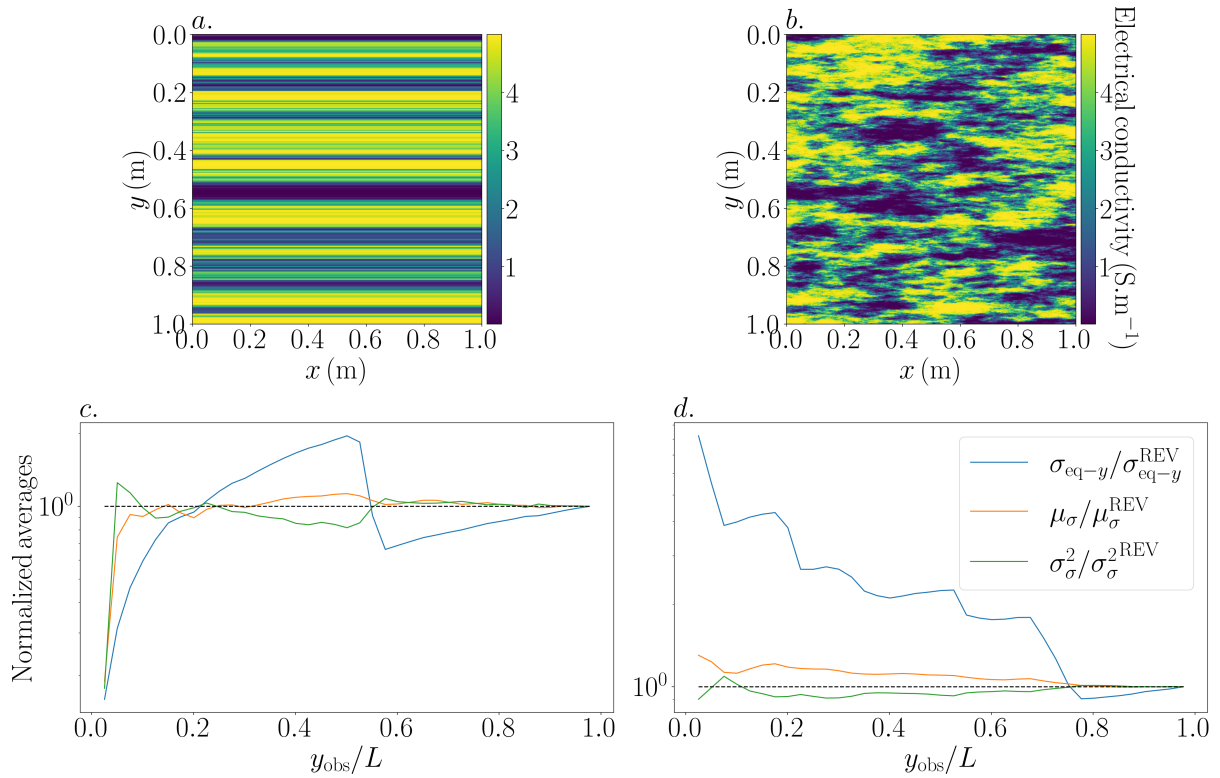 a.
0.0
0.2
0.4
0.6
0.8
1.0
y (m)
0.0 0.2 0.4 0.6 0.8 1.0
x (m)
4
3
2
1
b.
0.0
0.2
0.4
0.6
0.8
1.0
y (m)
0.0 0.2 0.4 0.6 0.8 1.0
x (m)
4
3
2
1
Electrical conductivity (S.m⁻¹)
c.
Normalized averages
10⁰
0.0 0.2 0.4 0.6 0.8 1.0
y_obs/L
d.
10⁰
σ_eq−y/σ_eq−y^REV
μ_σ/μ_σ^REV
σ_σ²/σ_σ²^REV
0.0 0.2 0.4 0.6 0.8 1.0
y_obs/L